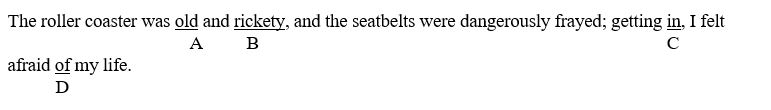 The roller coaster was old and rickety, and the seatbelts were dangerously frayed; getting in, I felt
A B C
afraid of my life.
D